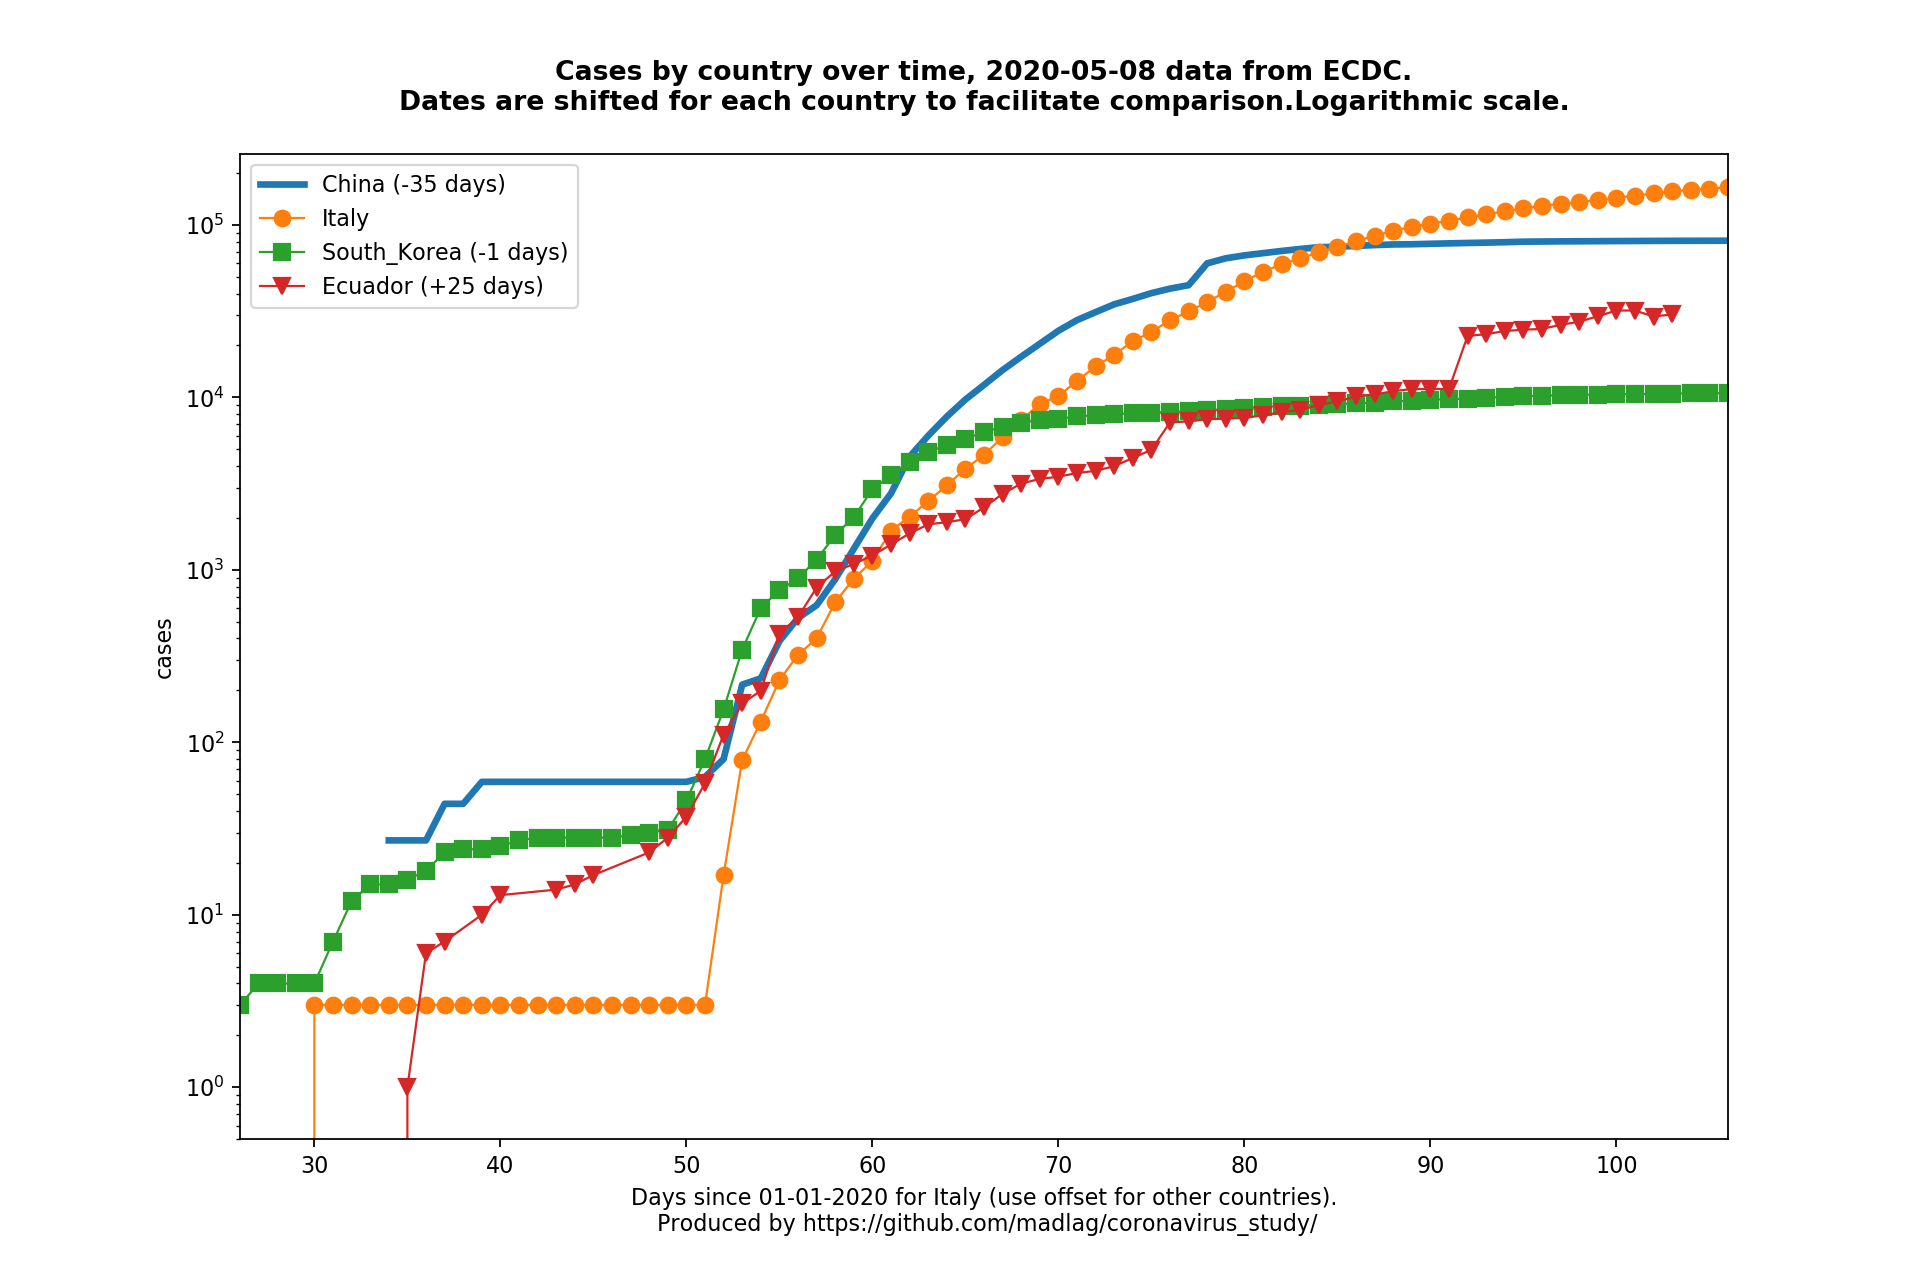 Cases by country over time, 2020-05-08 data from ECDC.
Dates are shifted for each country to facilitate comparison.Logarithmic scale.
China (-35 days)
Italy
South_Korea (-1 days)
Ecuador (+25 days)
10^5
10^4
10^3
10^2
10^1
10^0
cases
30 40 50 60 70 80 90 100
Days since 01-01-2020 for Italy (use offset for other countries).
Produced by https://github.com/madlag/coronavirus_study/